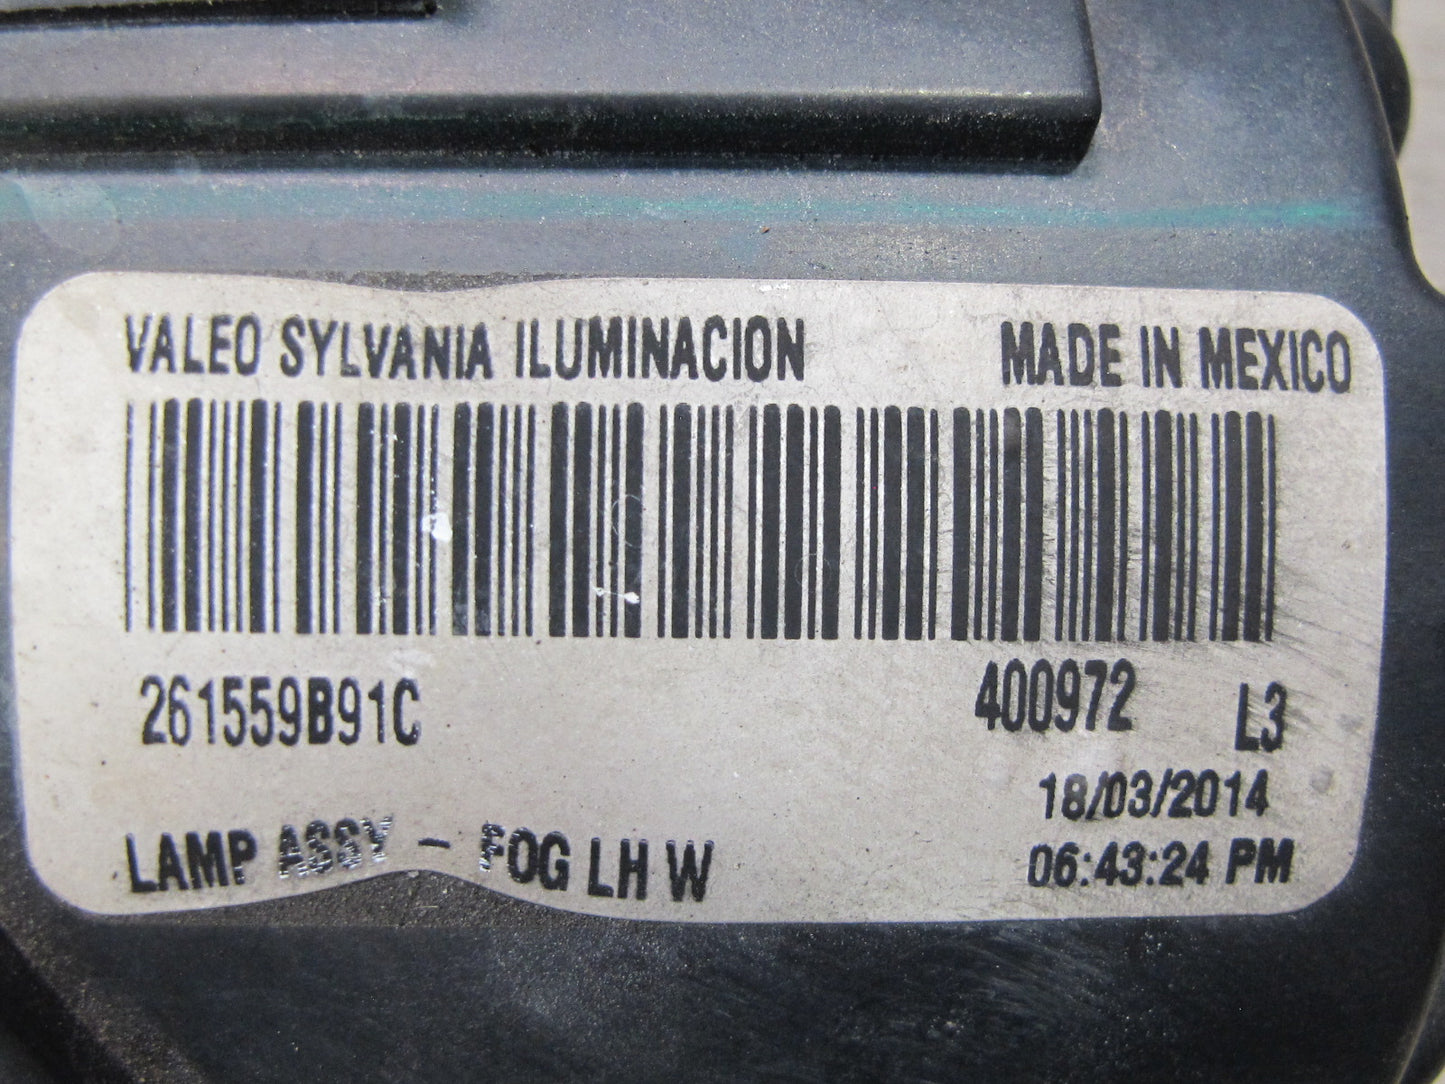 VALEO SYLVANIA ILUMINACION MADE IN MEXICO
261559B91C 400972 L3
18/03/2014
LAMP ASSY - FOG LH W 06:43:24 PM